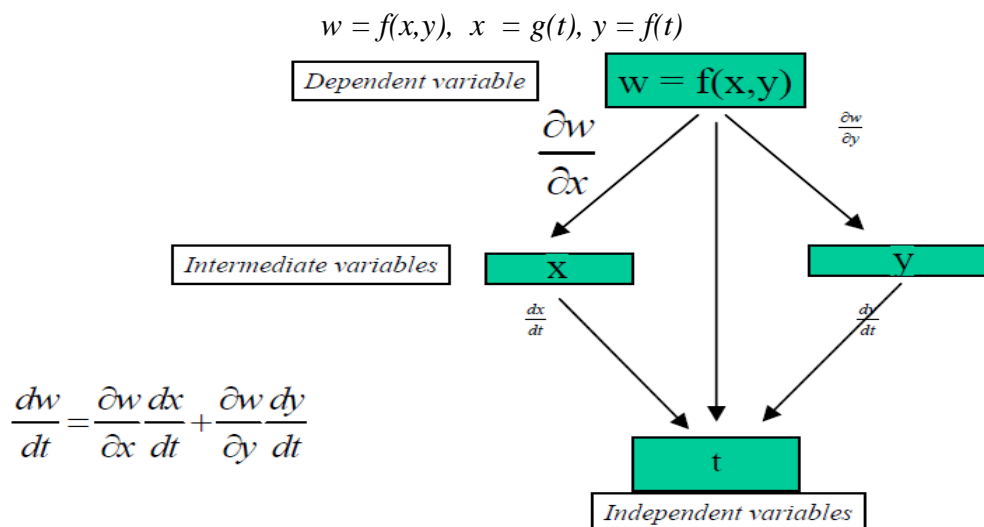 w = f(x,y), x = g(t), y = f(t)
Dependent variable
w = f(x,y)
∂w/∂x
∂w/∂y
Intermediate variables
x
y
dx/dt
dy/dt
dw/dt = ∂w/∂x dx/dt + ∂w/∂y dy/dt
t
Independent variables